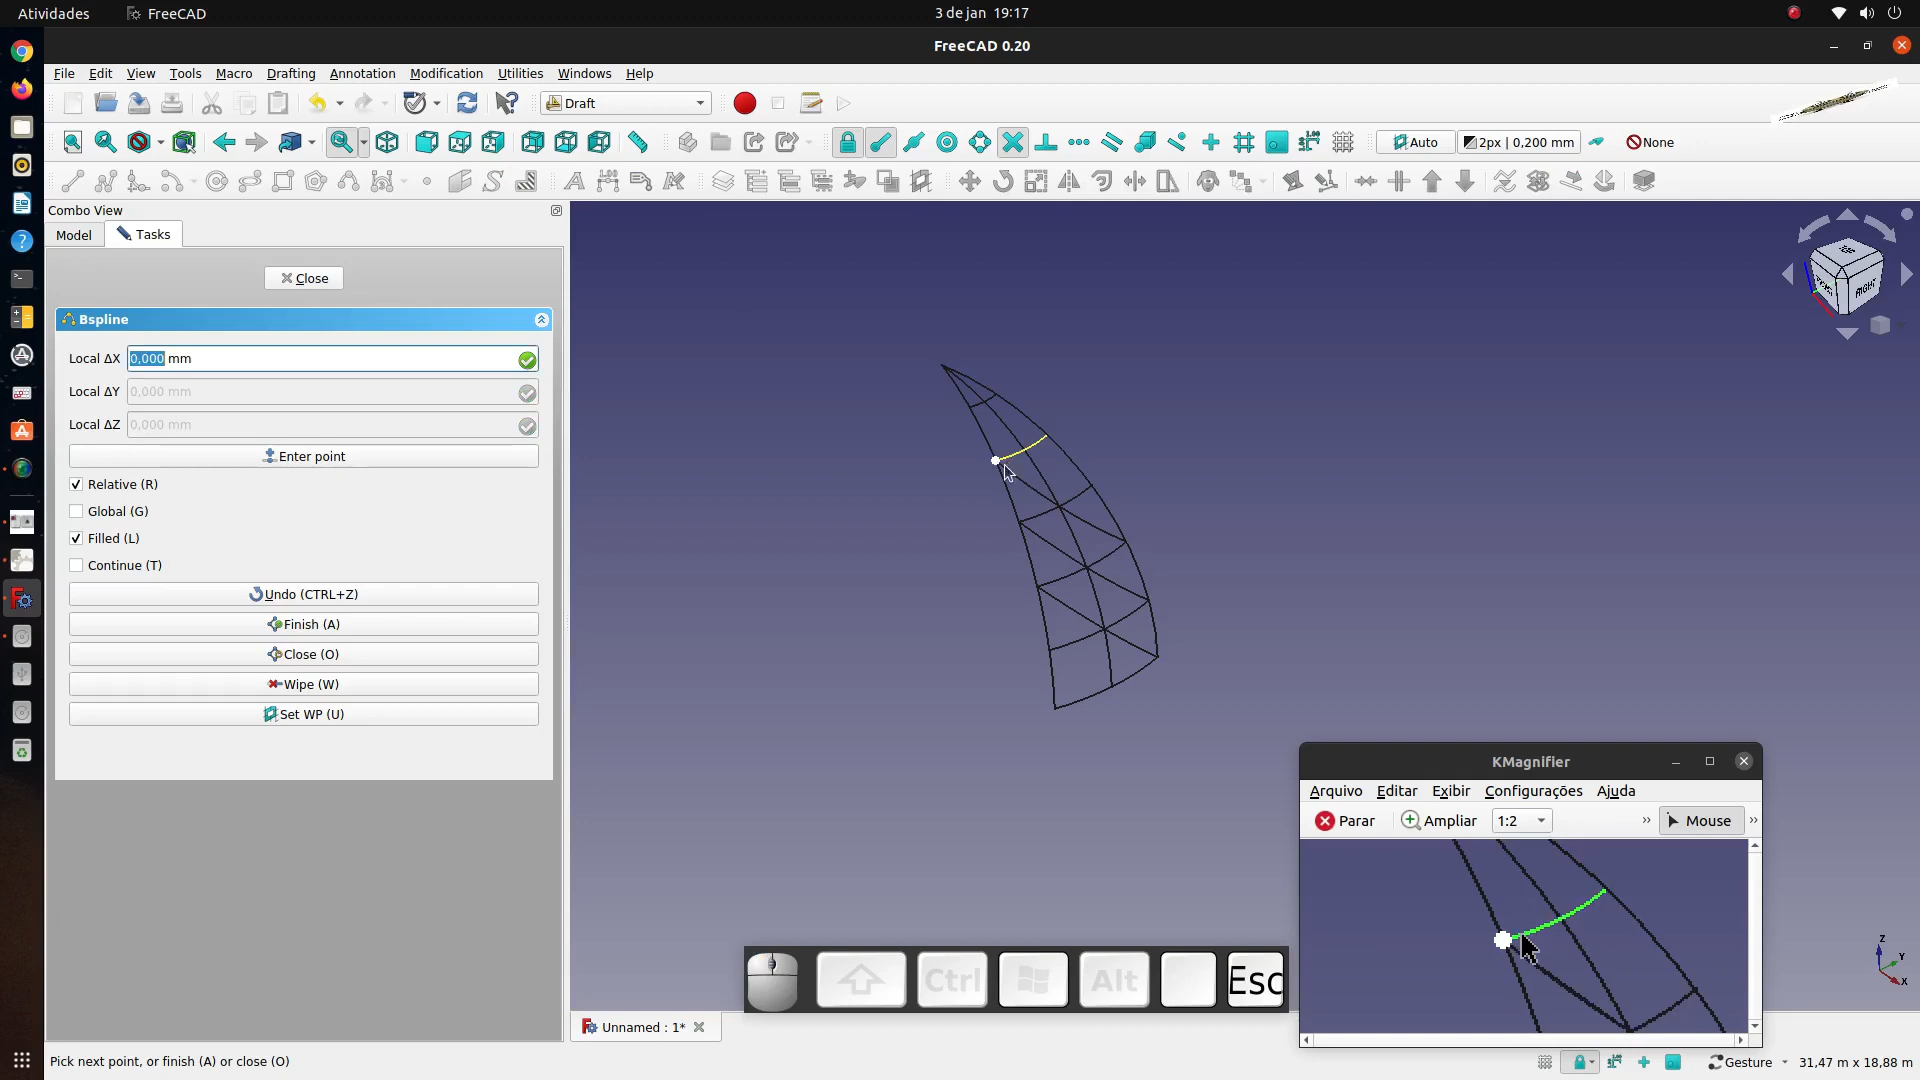 Atividades FreeCAD 3 de jan 19:17
FreeCAD 0.20
File Edit View Tools Macro Drafting Annotation Modification Utilities Windows Help
Draft
Auto 2px | 0,200 mm None
Combo View
Model Tasks
Close
Bspline
Local ΔX 0,000 mm
Local ΔY 0,000 mm
Local ΔZ 0,000 mm
Enter point
Relative (R)
Global (G)
Filled (L)
Continue (T)
Undo (CTRL+Z)
Finish (A)
Close (O)
Wipe (W)
Set WP (U)
RIGHT
KMagnifier
Arquivo Editar Exibir Configurações Ajuda
Parar Ampliar 1:2 » Mouse »
Ctrl Alt Esc
Z
Y
X
Unnamed : 1*
Pick next point, or finish (A) or close (O)
Gesture 31,47 m x 18,88 m